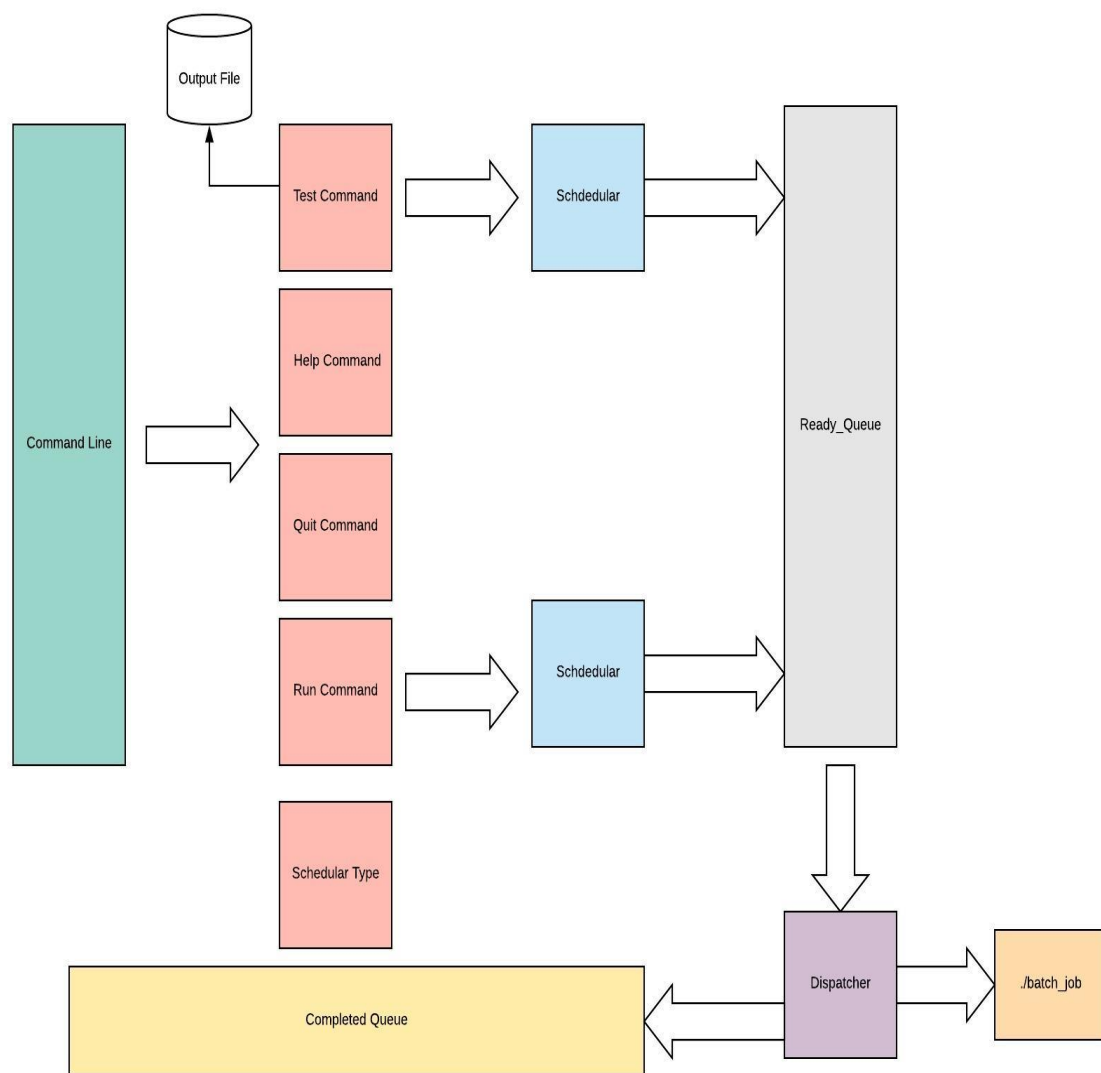 Output File
Test Command
Schdedular
Help Command
Command Line
Ready_Queue
Quit Command
Run Command
Schdedular
Schedular Type
Dispatcher
./batch_job
Completed Queue